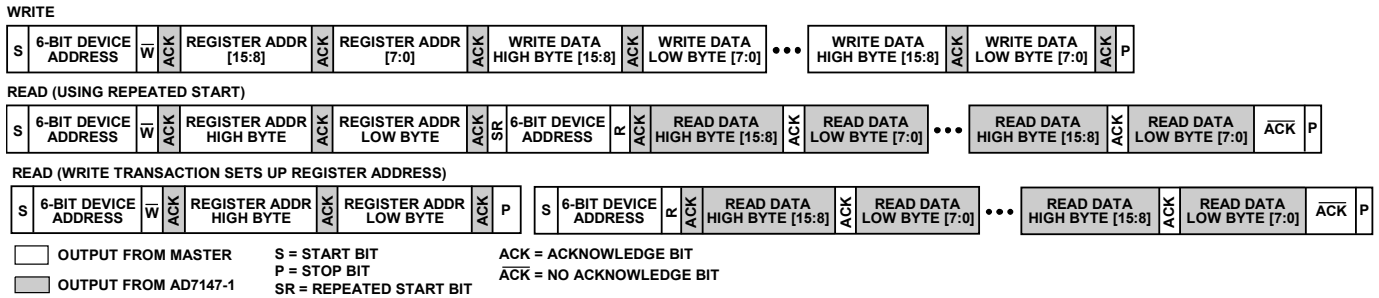 WRITE
S 6-BIT DEVICE ADDRESS W̅ ACK REGISTER ADDR [15:8] ACK REGISTER ADDR [7:0] ACK WRITE DATA HIGH BYTE [15:8] ACK WRITE DATA LOW BYTE [7:0] ••• WRITE DATA HIGH BYTE [15:8] ACK WRITE DATA LOW BYTE [7:0] ACK P
READ (USING REPEATED START)
S 6-BIT DEVICE ADDRESS W̅ ACK REGISTER ADDR HIGH BYTE ACK REGISTER ADDR LOW BYTE ACK SR 6-BIT DEVICE ADDRESS R ACK READ DATA HIGH BYTE [15:8] ACK READ DATA LOW BYTE [7:0] ••• READ DATA HIGH BYTE [15:8] ACK READ DATA LOW BYTE [7:0] A̅C̅K̅ P
READ (WRITE TRANSACTION SETS UP REGISTER ADDRESS)
S 6-BIT DEVICE ADDRESS W̅ ACK REGISTER ADDR HIGH BYTE ACK REGISTER ADDR LOW BYTE ACK P S 6-BIT DEVICE ADDRESS R ACK READ DATA HIGH BYTE [15:8] ACK READ DATA LOW BYTE [7:0] ••• READ DATA HIGH BYTE [15:8] ACK READ DATA LOW BYTE [7:0] A̅C̅K̅ P
OUTPUT FROM MASTER
OUTPUT FROM AD7147-1
S = START BIT
P = STOP BIT
SR = REPEATED START BIT
ACK = ACKNOWLEDGE BIT
A̅C̅K̅ = NO ACKNOWLEDGE BIT